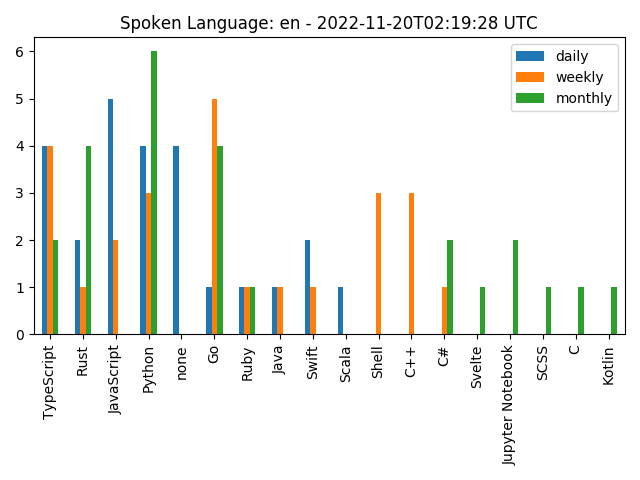 Spoken Language: en - 2022-11-20T02:19:28 UTC
daily
weekly
monthly
6
5
4
3
2
1
0
TypeScript
Rust
JavaScript
Python
none
Go
Ruby
Java
Swift
Scala
Shell
C++
C#
Svelte
Jupyter Notebook
SCSS
C
Kotlin